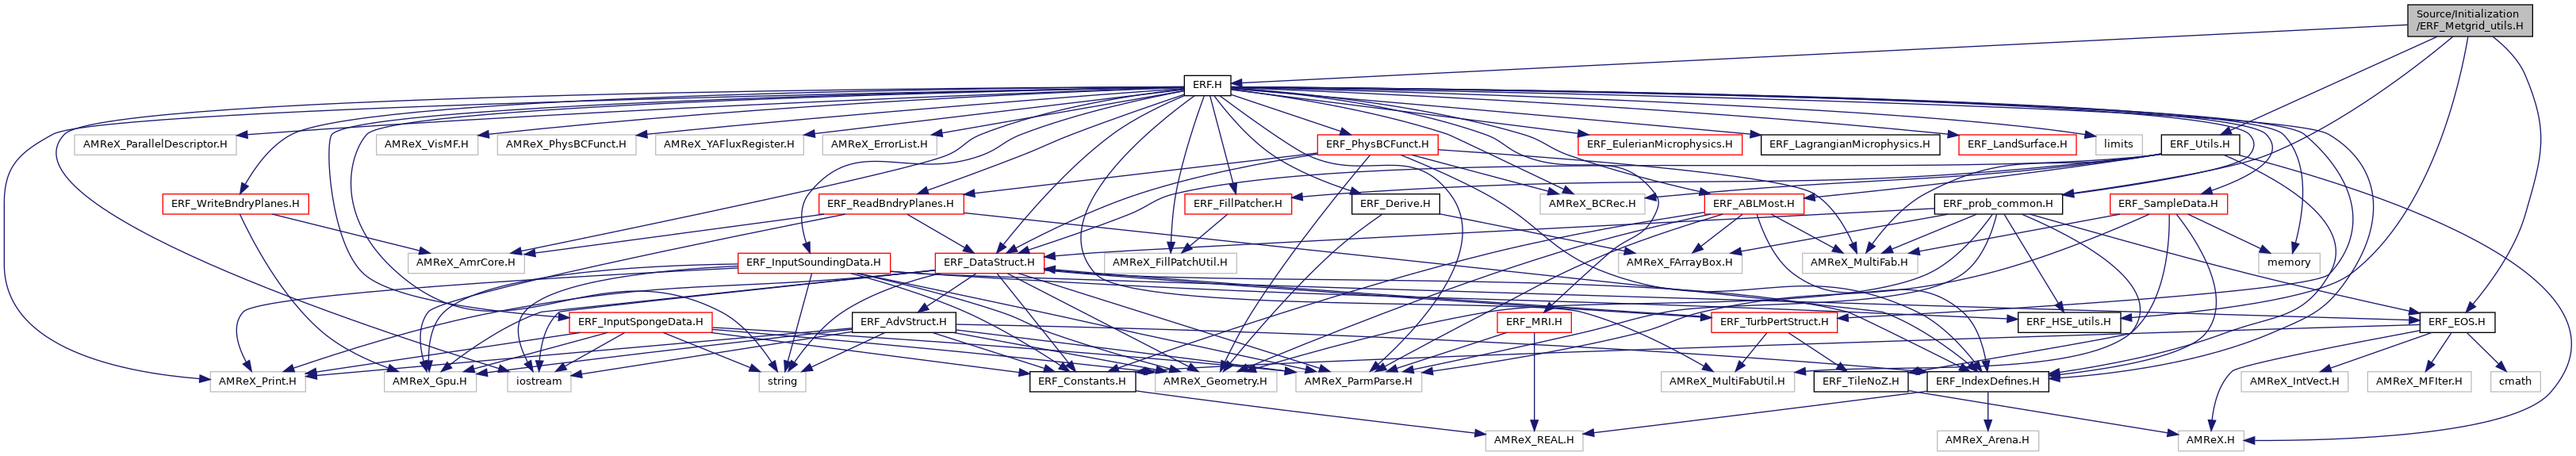 Source/Initialization
/ERF_Metgrid_utils.H
ERF.H
AMReX_ParallelDescriptor.H
AMReX_VisMF.H
AMReX_PhysBCFunct.H
AMReX_YAFluxRegister.H
AMReX_ErrorList.H
ERF_PhysBCFunct.H
ERF_EulerianMicrophysics.H
ERF_LagrangianMicrophysics.H
ERF_LandSurface.H
limits
ERF_Utils.H
ERF_WriteBndryPlanes.H
ERF_ReadBndryPlanes.H
ERF_FillPatcher.H
ERF_Derive.H
AMReX_BCRec.H
ERF_ABLMost.H
ERF_prob_common.H
ERF_SampleData.H
AMReX_AmrCore.H
ERF_InputSoundingData.H
ERF_DataStruct.H
AMReX_FillPatchUtil.H
AMReX_FArrayBox.H
AMReX_MultiFab.H
memory
ERF_InputSpongeData.H
ERF_AdvStruct.H
ERF_MRI.H
ERF_TurbPertStruct.H
ERF_HSE_utils.H
ERF_EOS.H
AMReX_Print.H
AMReX_Gpu.H
iostream
string
ERF_Constants.H
AMReX_Geometry.H
AMReX_ParmParse.H
AMReX_MultiFabUtil.H
ERF_TileNoZ.H
ERF_IndexDefines.H
AMReX_IntVect.H
AMReX_MFIter.H
cmath
AMReX_REAL.H
AMReX_Arena.H
AMReX.H